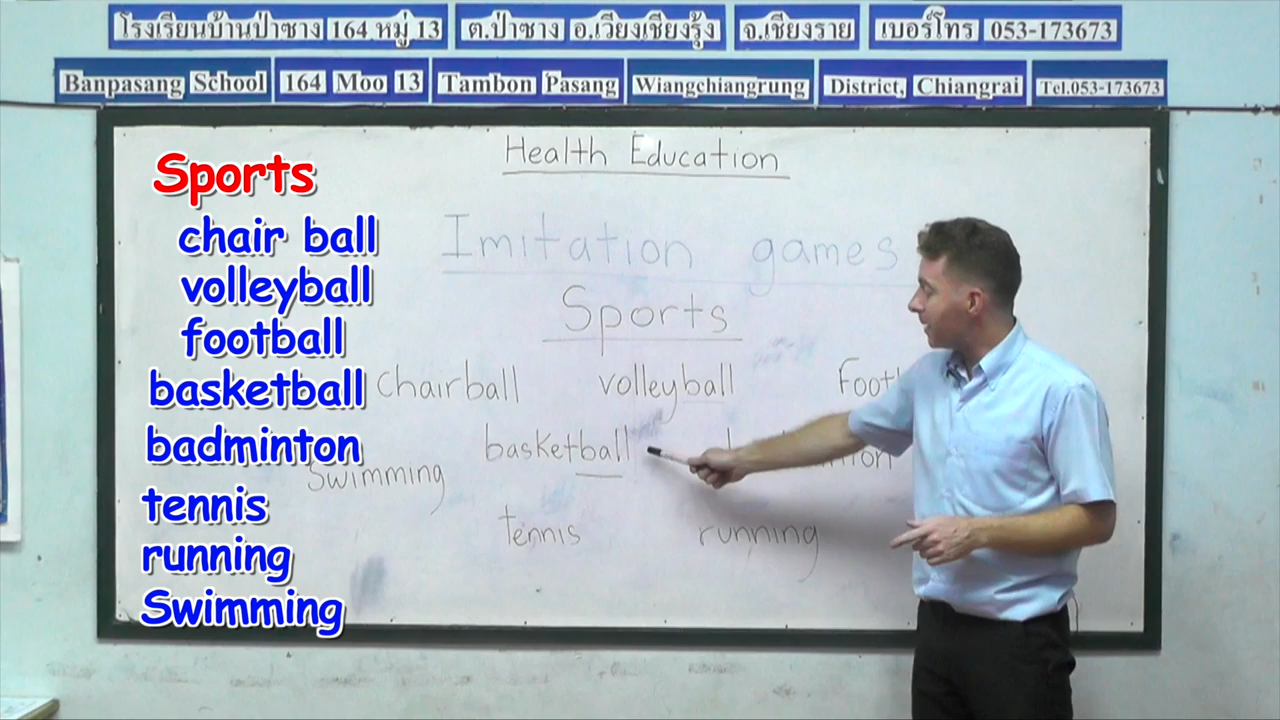 โรงเรียนบ้านป่าซาง 164 หมู่ 13 ต.ป่าซาง อ.เวียงเชียงรุ้ง จ.เชียงราย เบอร์โทร 053-173673
Banpasang School 164 Moo 13 Tambon Pasang Wiangchiangrung District, Chiangrai Tel.053-173673
Health Education
Imitation games
Sports
Chairball volleyball Foot
basketball
Swimming
tennis running
Sports
chair ball
volleyball
football
basketball
badminton
tennis
running
Swimming